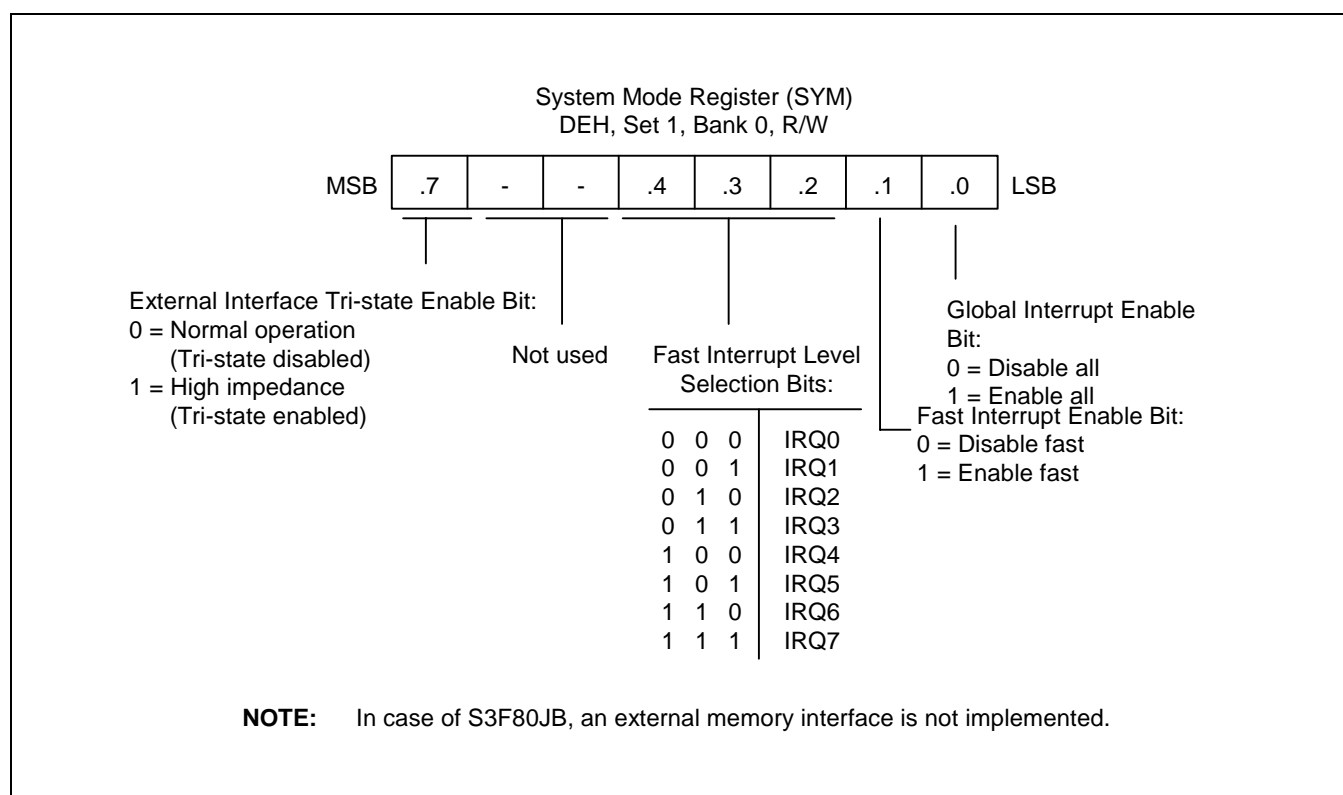 System Mode Register (SYM)
DEH, Set 1, Bank 0, R/W
MSB .7 - - .4 .3 .2 .1 .0 LSB
External Interface Tri-state Enable Bit:
0 = Normal operation
(Tri-state disabled)
1 = High impedance
(Tri-state enabled)
Not used
Fast Interrupt Level
Selection Bits:
0 0 0 IRQ0
0 0 1 IRQ1
0 1 0 IRQ2
0 1 1 IRQ3
1 0 0 IRQ4
1 0 1 IRQ5
1 1 0 IRQ6
1 1 1 IRQ7
Global Interrupt Enable
Bit:
0 = Disable all
1 = Enable all
Fast Interrupt Enable Bit:
0 = Disable fast
1 = Enable fast
NOTE: In case of S3F80JB, an external memory interface is not implemented.